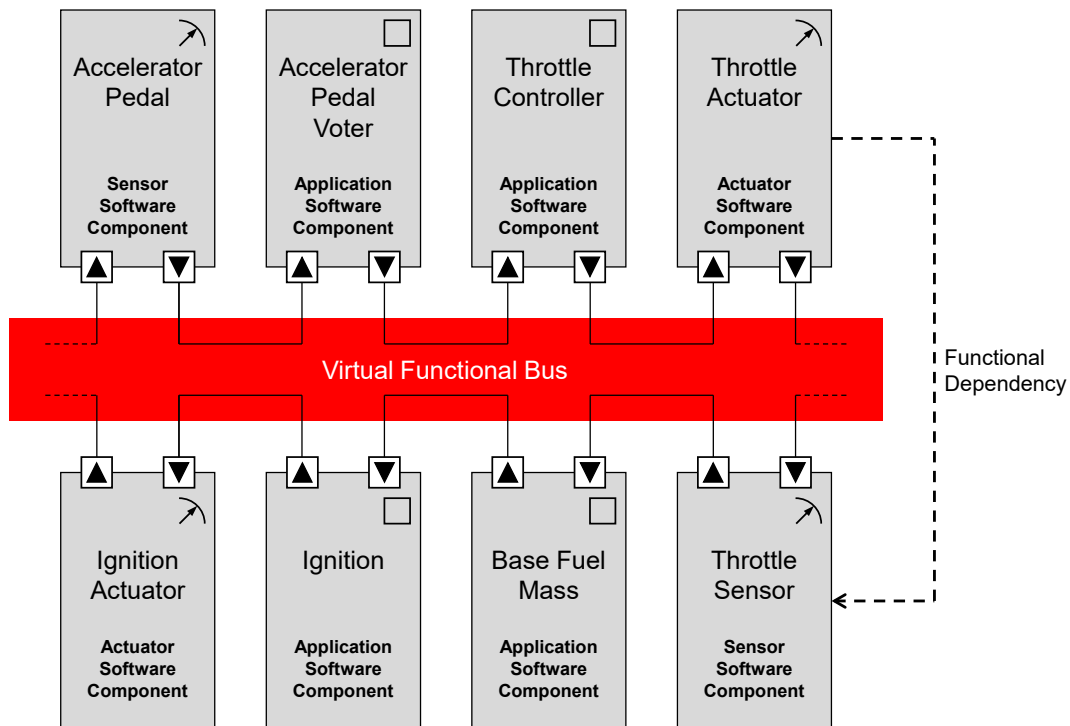 Accelerator
Pedal
Sensor
Software
Component
Accelerator
Pedal
Voter
Application
Software
Component
Throttle
Controller
Application
Software
Component
Throttle
Actuator
Actuator
Software
Component
Virtual Functional Bus
Functional
Dependency
Ignition
Actuator
Actuator
Software
Component
Ignition
Application
Software
Component
Base Fuel
Mass
Application
Software
Component
Throttle
Sensor
Sensor
Software
Component